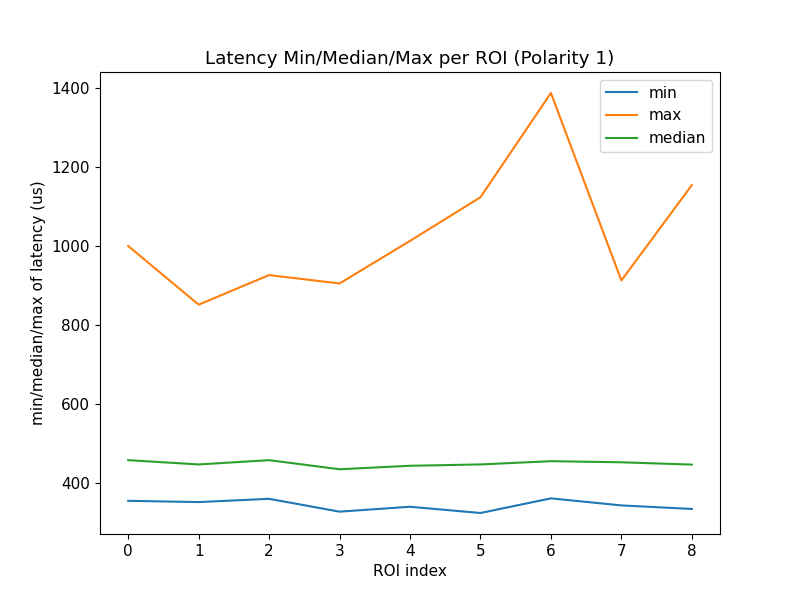 Latency Min/Median/Max per ROI (Polarity 1)
min/median/max of latency (us)
1400
1200
1000
800
600
400
min
max
median
0 1 2 3 4 5 6 7 8
ROI index